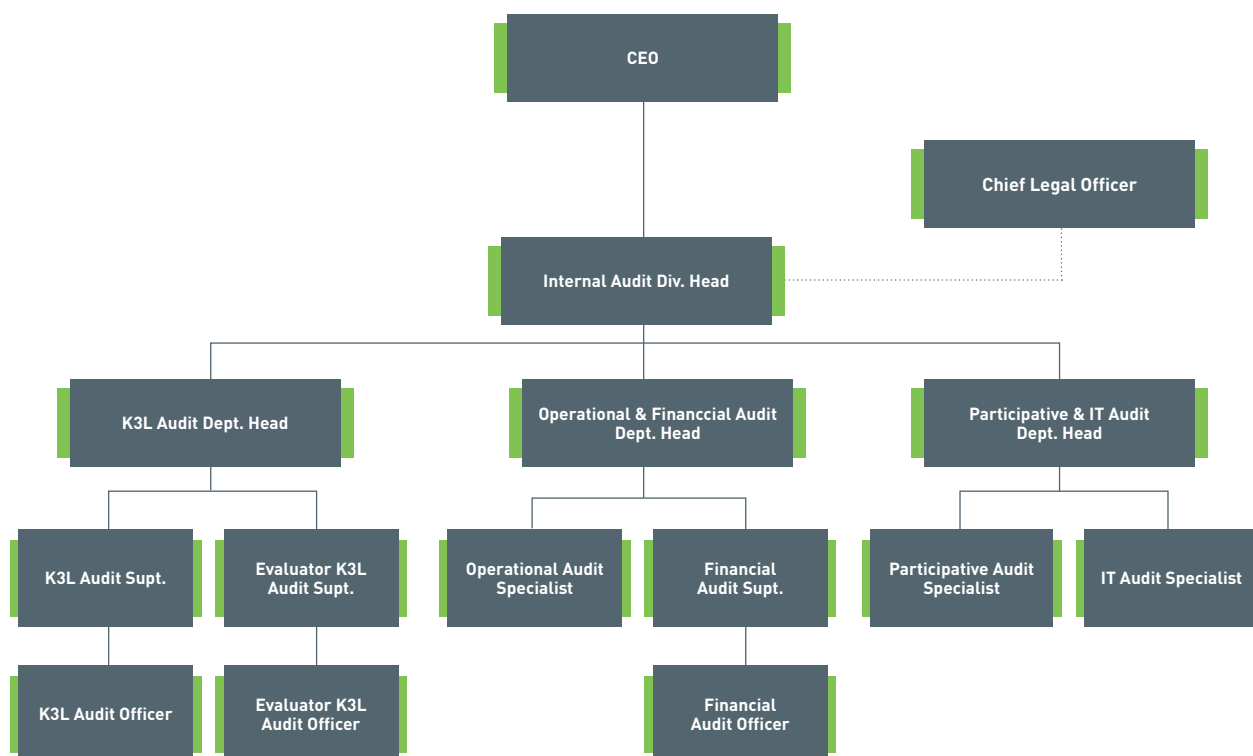 CEO
Chief Legal Officer
Internal Audit Div. Head
K3L Audit Dept. Head
Operational & Financcial Audit
Dept. Head
Participative & IT Audit
Dept. Head
K3L Audit Supt.
Evaluator K3L
Audit Supt.
Operational Audit
Specialist
Financial
Audit Supt.
Participative Audit
Specialist
IT Audit Specialist
K3L Audit Officer
Evaluator K3L
Audit Officer
Financial
Audit Officer